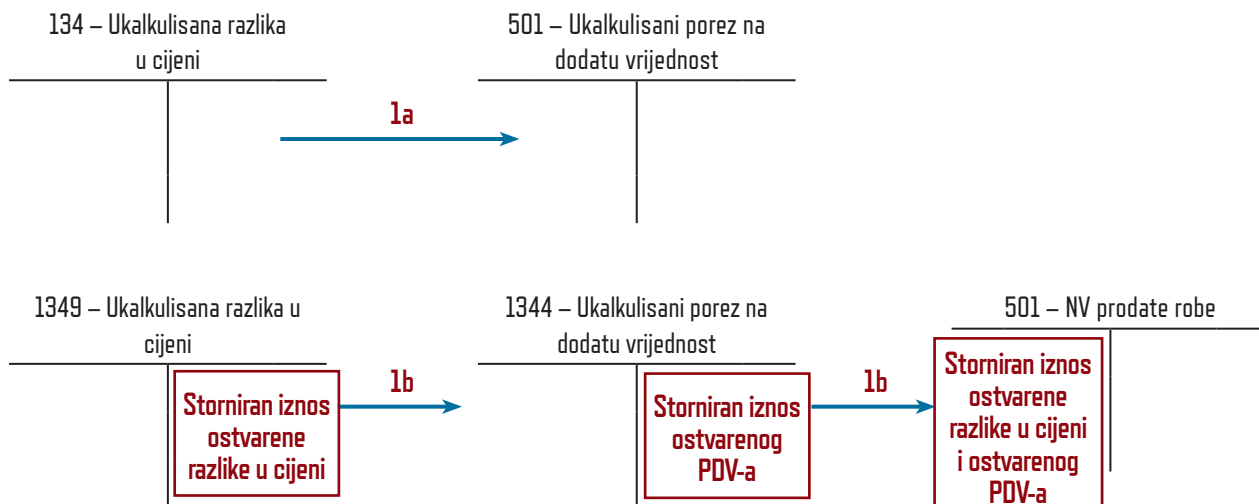 134 – Ukalkulisana razlika
u cijeni
501 – Ukalkulisani porez na
dodatu vrijednost
1a
1349 – Ukalkulisana razlika u
cijeni
1344 – Ukalkulisani porez na
dodatu vrijednost
501 – NV prodate robe
Storniran iznos
ostvarene
razlike u cijeni
1b
Storniran iznos
ostvarenog
PDV-a
1b
Storniran iznos
ostvarene
razlike u cijeni
i ostvarenog
PDV-a